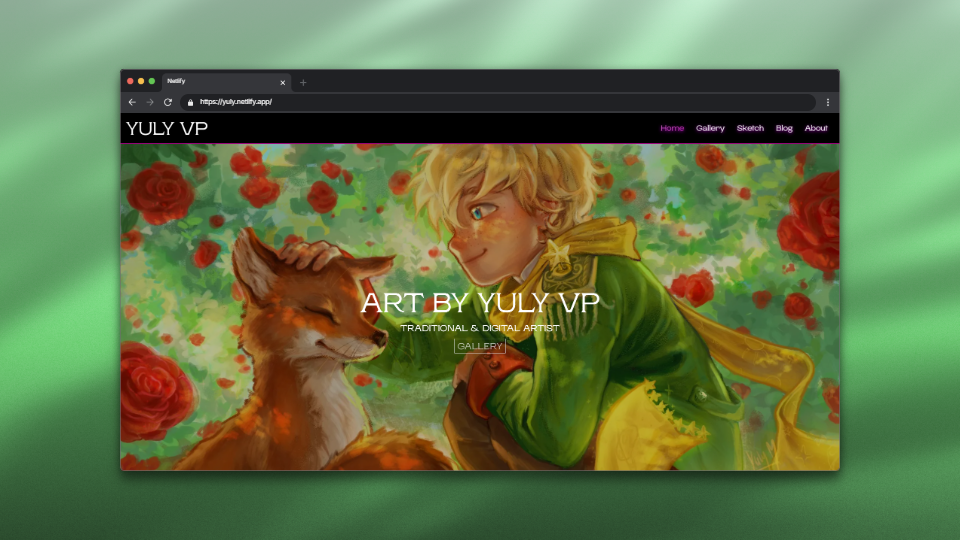 Netlify
https://yuly.netlify.app/
YULY VP
Home Gallery Sketch Blog About
ART BY YULY VP
TRADITIONAL & DIGITAL ARTIST
GALLERY